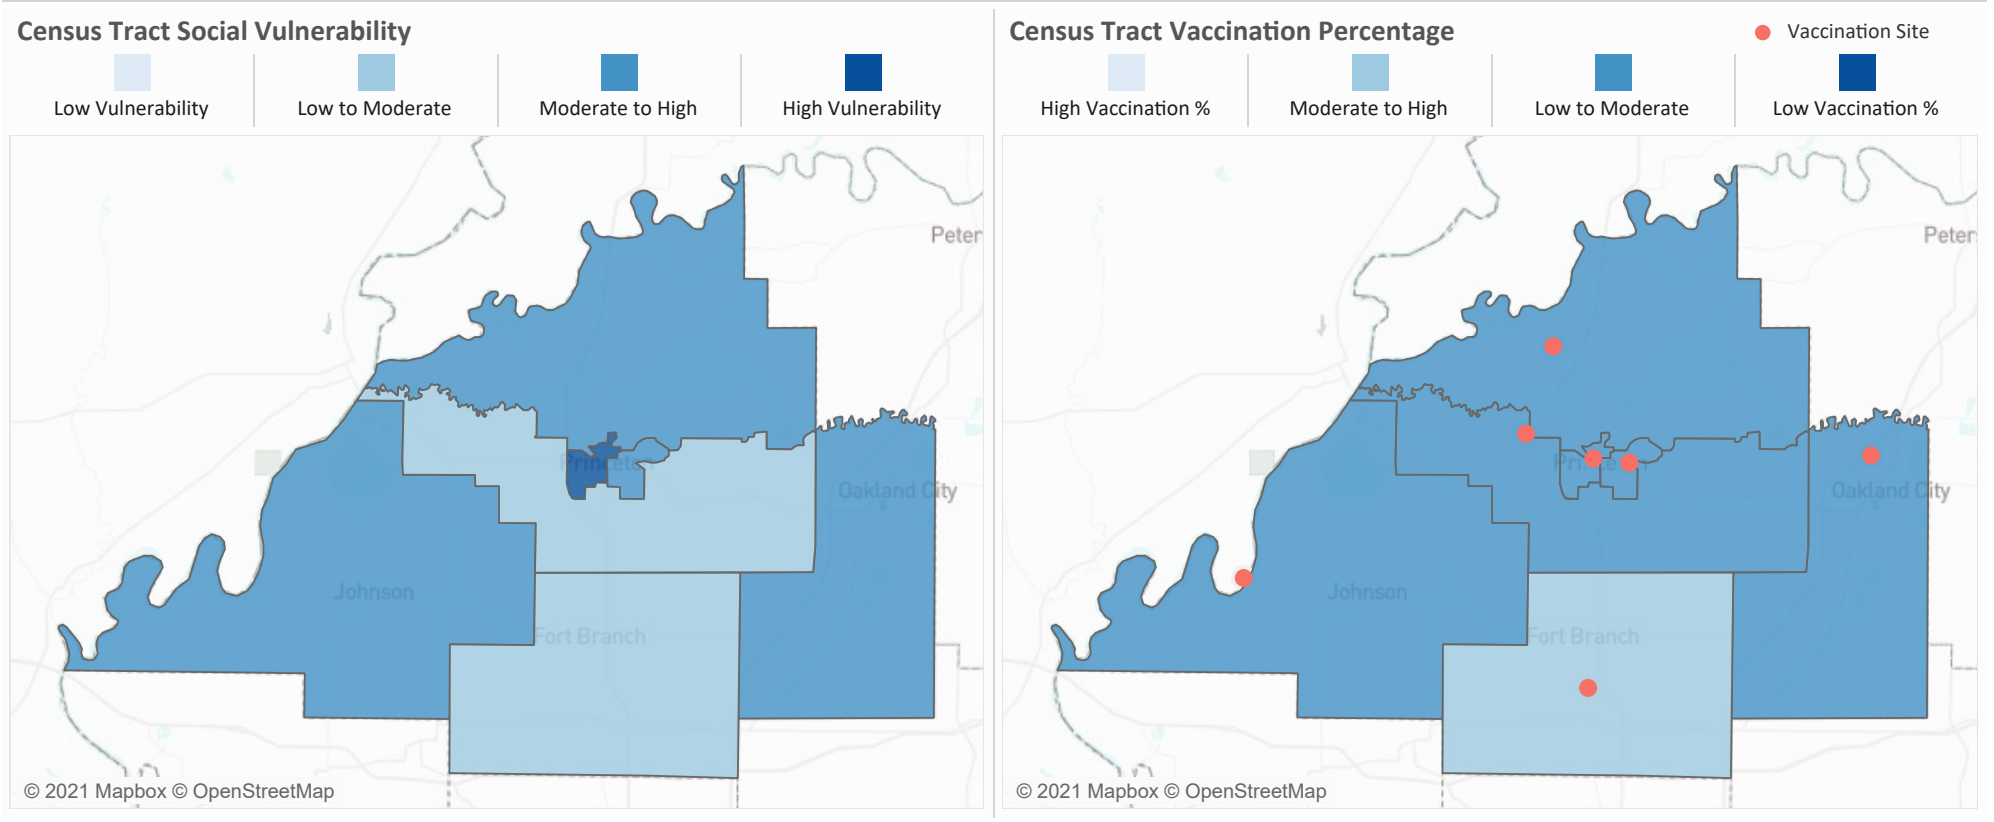 Census Tract Social Vulnerability
Low Vulnerability
Low to Moderate
Moderate to High
High Vulnerability
Peter
Princeton
Oakland City
Johnson
Fort Branch
© 2021 Mapbox © OpenStreetMap
Census Tract Vaccination Percentage
Vaccination Site
High Vaccination %
Moderate to High
Low to Moderate
Low Vaccination %
Peter
Princeton
Oakland City
Johnson
Fort Branch
© 2021 Mapbox © OpenStreetMap